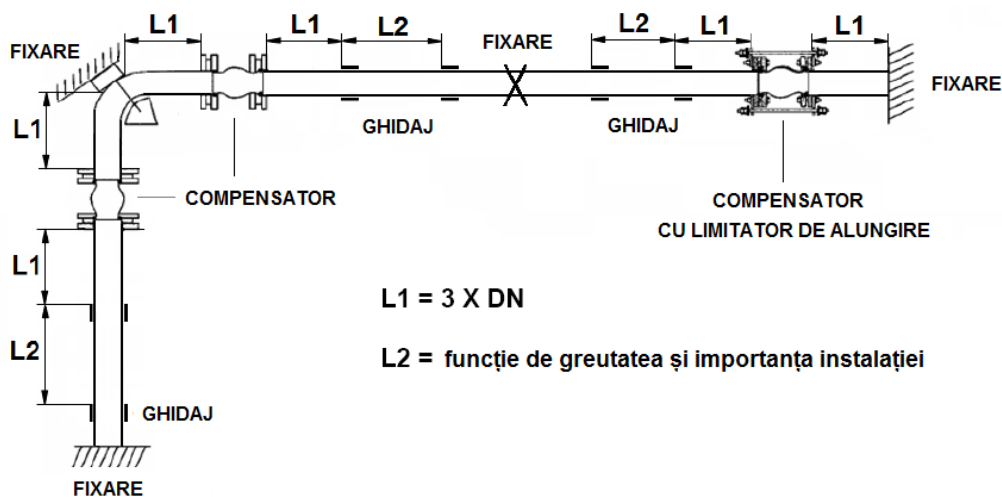 L1
L1
L2
FIXARE
L2
L1
L1
FIXARE
FIXARE
GHIDAJ
GHIDAJ
L1
COMPENSATOR
COMPENSATOR
CU LIMITATOR DE ALUNGIRE
L1
L1 = 3 X DN
L2
L2 = funcție de greutatea și importanța instalației
GHIDAJ
FIXARE